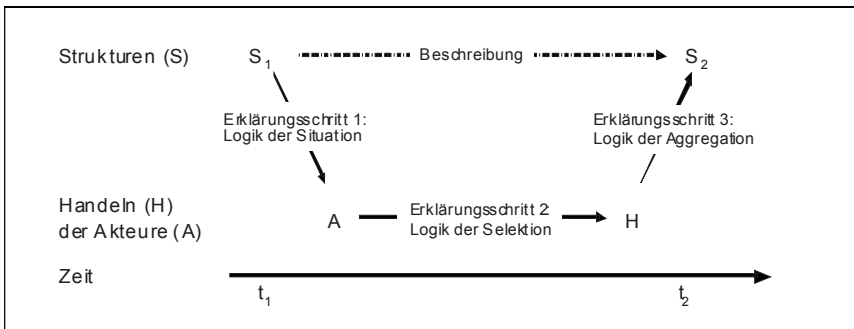 Strukturen (S)
S1
Beschreibung
S2
Erklärungsschritt 1:
Logik der Situation
Erklärungsschritt 3:
Logik der Aggregation
Handeln (H)
der Akteure (A)
A
Erklärungsschritt 2:
Logik der Selektion
H
Zeit
t1
t2